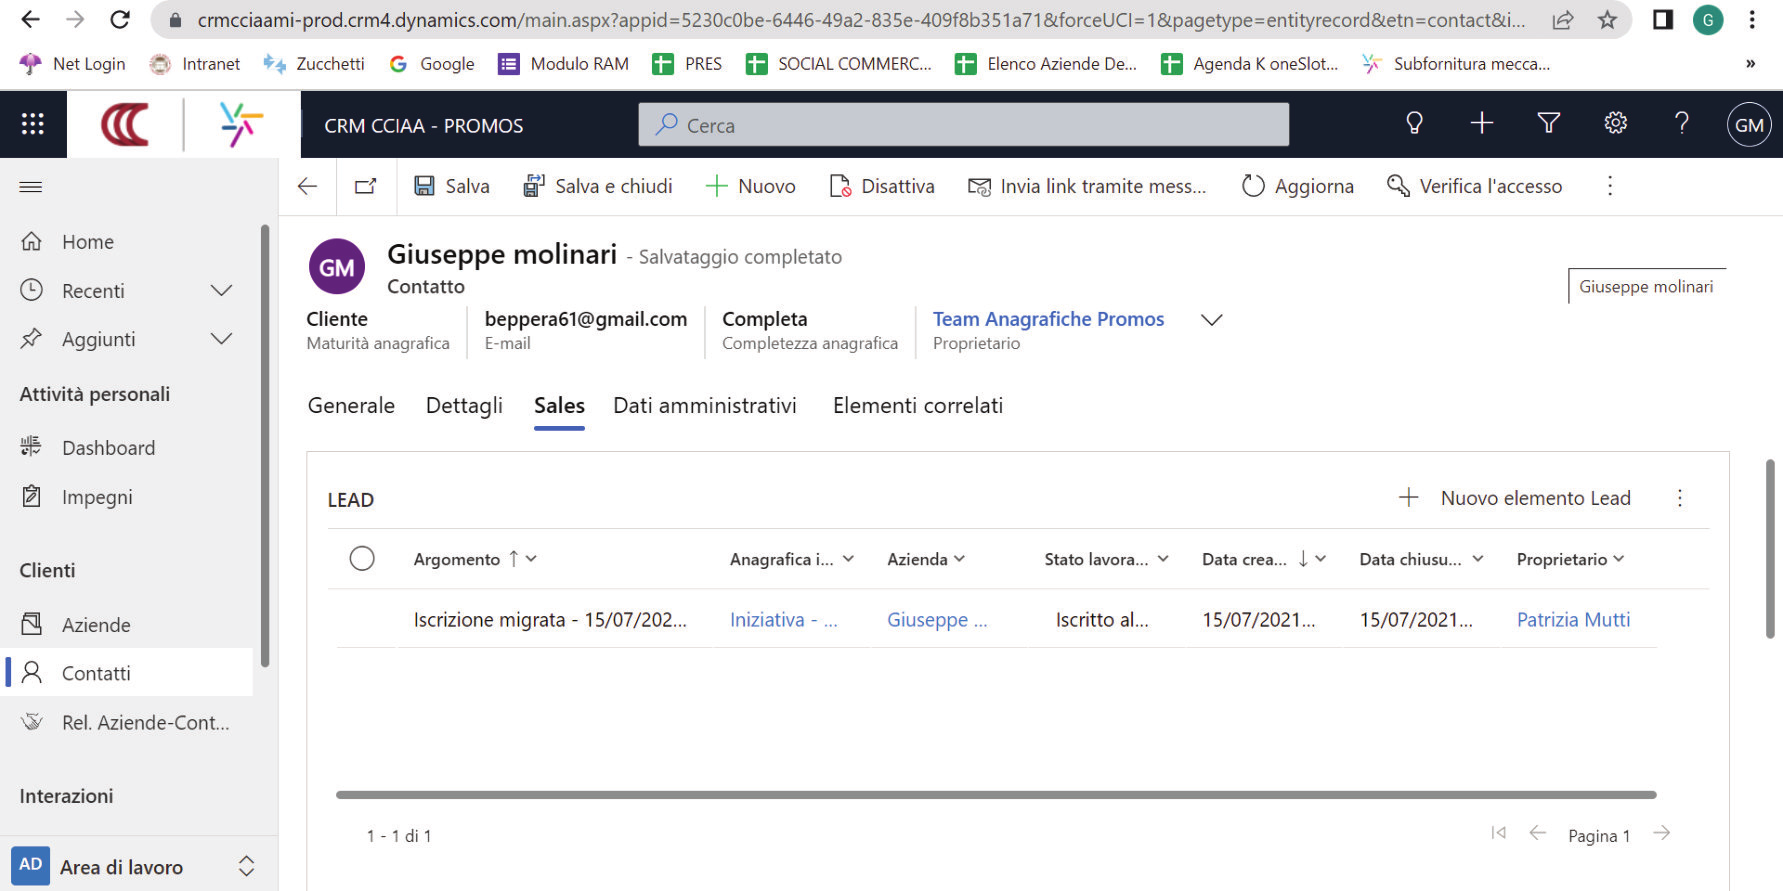 crmcciaami-prod.crm4.dynamics.com/main.aspx?appid=5230c0be-6446-49a2-835e-409f8b351a71&forceUCI=1&pagetype=entityrecord&etn=contact&i...
G
Net Login Intranet Zucchetti Google Modulo RAM PRES SOCIAL COMMERC... Elenco Aziende De... Agenda K oneSlot... Subfornitura mecca... »
CRM CCIAA - PROMOS
Cerca
GM
Salva Salva e chiudi Nuovo Disattiva Invia link tramite mess... Aggiorna Verifica l'accesso
Home
Recenti
Aggiunti
Attività personali
Dashboard
Impegni
Clienti
Aziende
Contatti
Rel. Aziende-Cont...
Interazioni
AD Area di lavoro
GM
Giuseppe molinari - Salvataggio completato
Contatto
Giuseppe molinari
Cliente beppera61@gmail.com Completa Team Anagrafiche Promos
Maturità anagrafica E-mail Completezza anagrafica Proprietario
Generale Dettagli Sales Dati amministrativi Elementi correlati
LEAD
Nuovo elemento Lead
Argomento Anagrafica i... Azienda Stato lavora... Data crea... Data chiusu... Proprietario
Iscrizione migrata - 15/07/202... Iniziativa - ... Giuseppe ... Iscritto al... 15/07/2021... 15/07/2021... Patrizia Mutti
1 - 1 di 1
Pagina 1